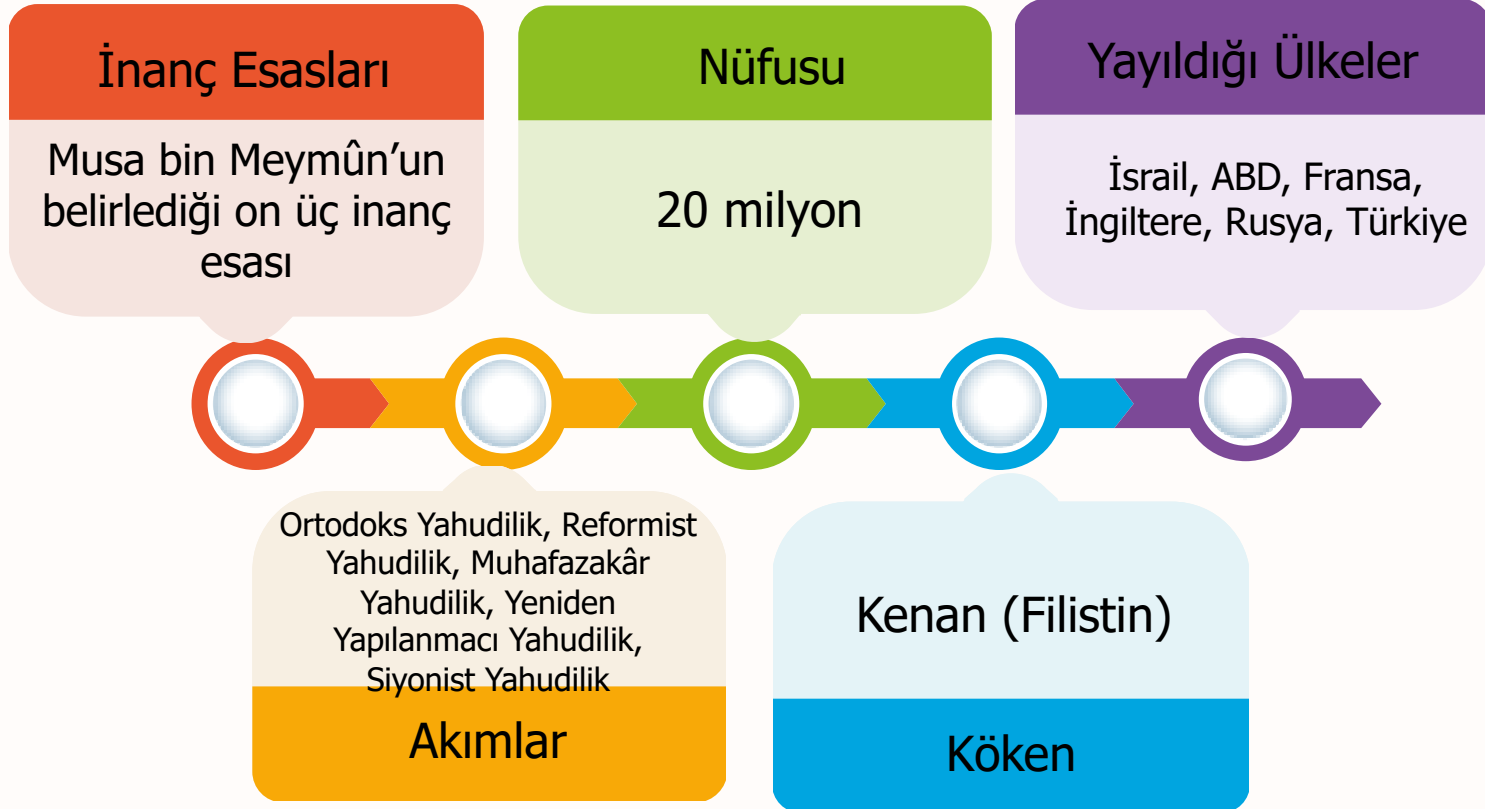 İnanç Esasları
Musa bin Meymûn’un
belirlediği on üç inanç
esası
Nüfusu
20 milyon
Yayıldığı Ülkeler
İsrail, ABD, Fransa,
İngiltere, Rusya, Türkiye
Ortodoks Yahudilik, Reformist
Yahudilik, Muhafazakâr
Yahudilik, Yeniden
Yapılanmacı Yahudilik,
Siyonist Yahudilik
Akımlar
Kenan (Filistin)
Köken